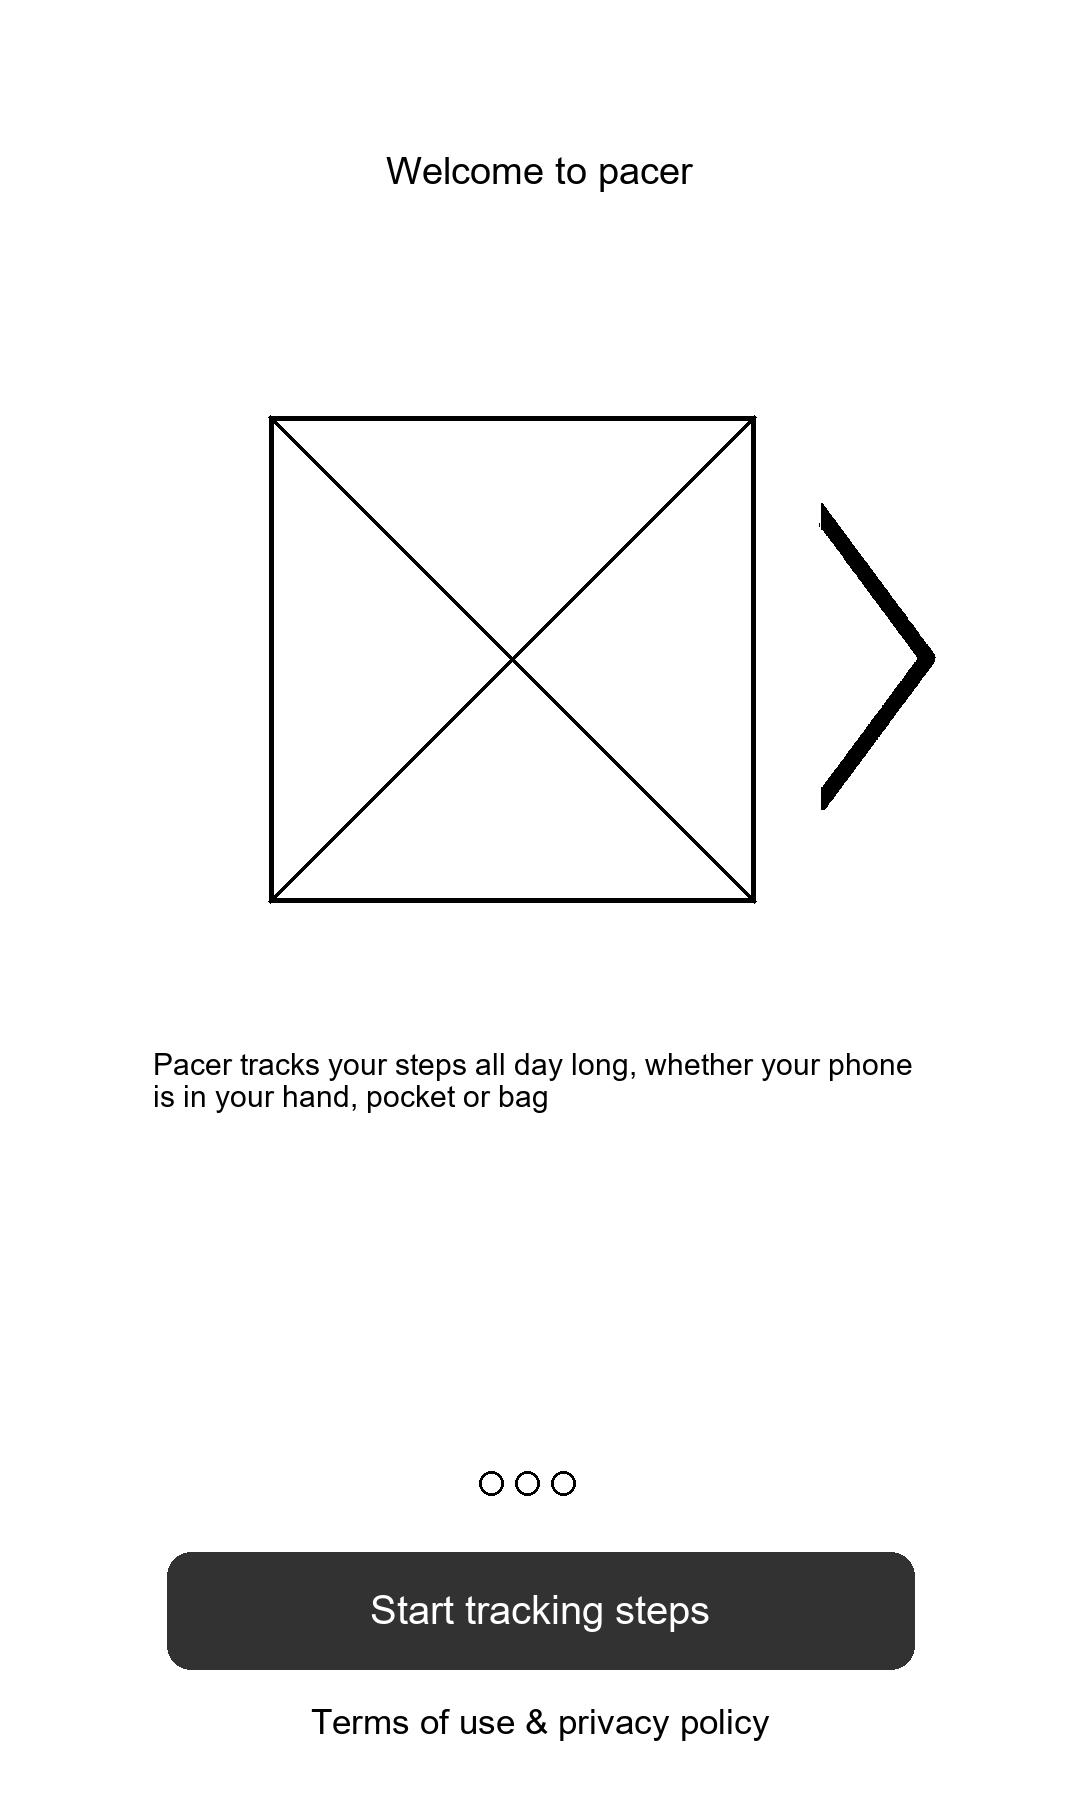 Welcome to pacer
Pacer tracks your steps all day long, whether your phone
is in your hand, pocket or bag
Start tracking steps
Terms of use & privacy policy